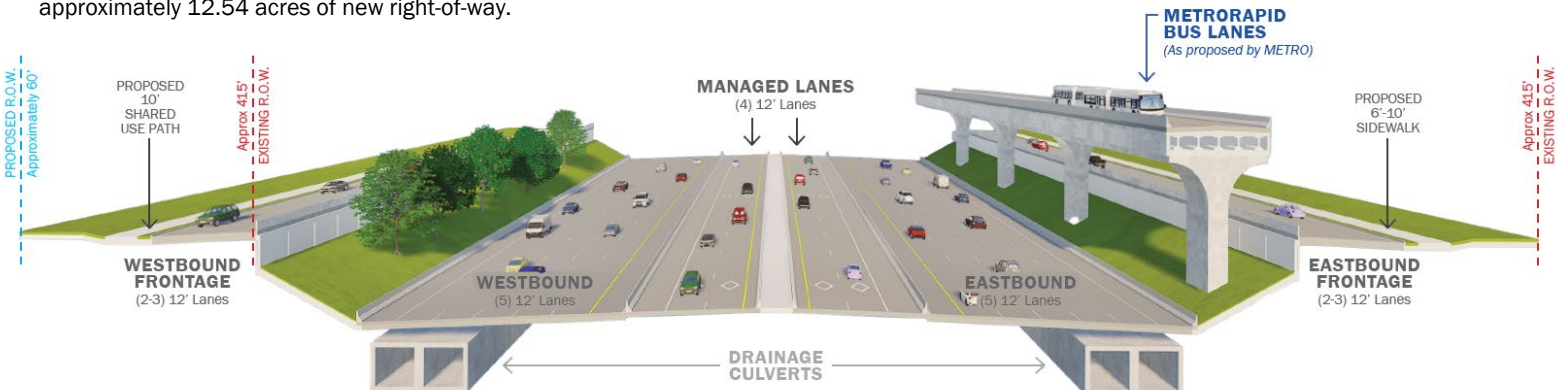 approximately 12.54 acres of new right-of-way.
PROPOSED R.O.W.
Approximately 60'
PROPOSED
10'
SHARED
USE PATH
Approx 415'
EXISTING R.O.W.
MANAGED LANES
(4) 12' Lanes
METRORAPID
BUS LANES
(As proposed by METRO)
PROPOSED
6'-10'
SIDEWALK
Approx 415'
EXISTING R.O.W.
WESTBOUND
FRONTAGE
(2-3) 12' Lanes
WESTBOUND
(5) 12' Lanes
EASTBOUND
(5) 12' Lanes
EASTBOUND
FRONTAGE
(2-3) 12' Lanes
DRAINAGE
CULVERTS